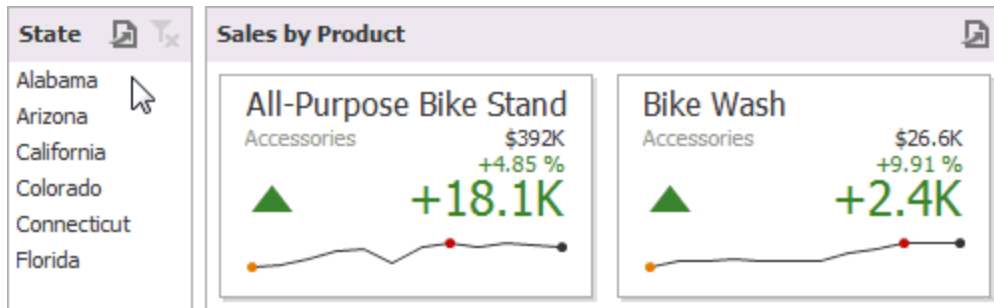 State
Alabama
Arizona
California
Colorado
Connecticut
Florida
Sales by Product
All-Purpose Bike Stand
Accessories $392K
+4.85 %
+18.1K
Bike Wash
Accessories $26.6K
+9.91 %
+2.4K